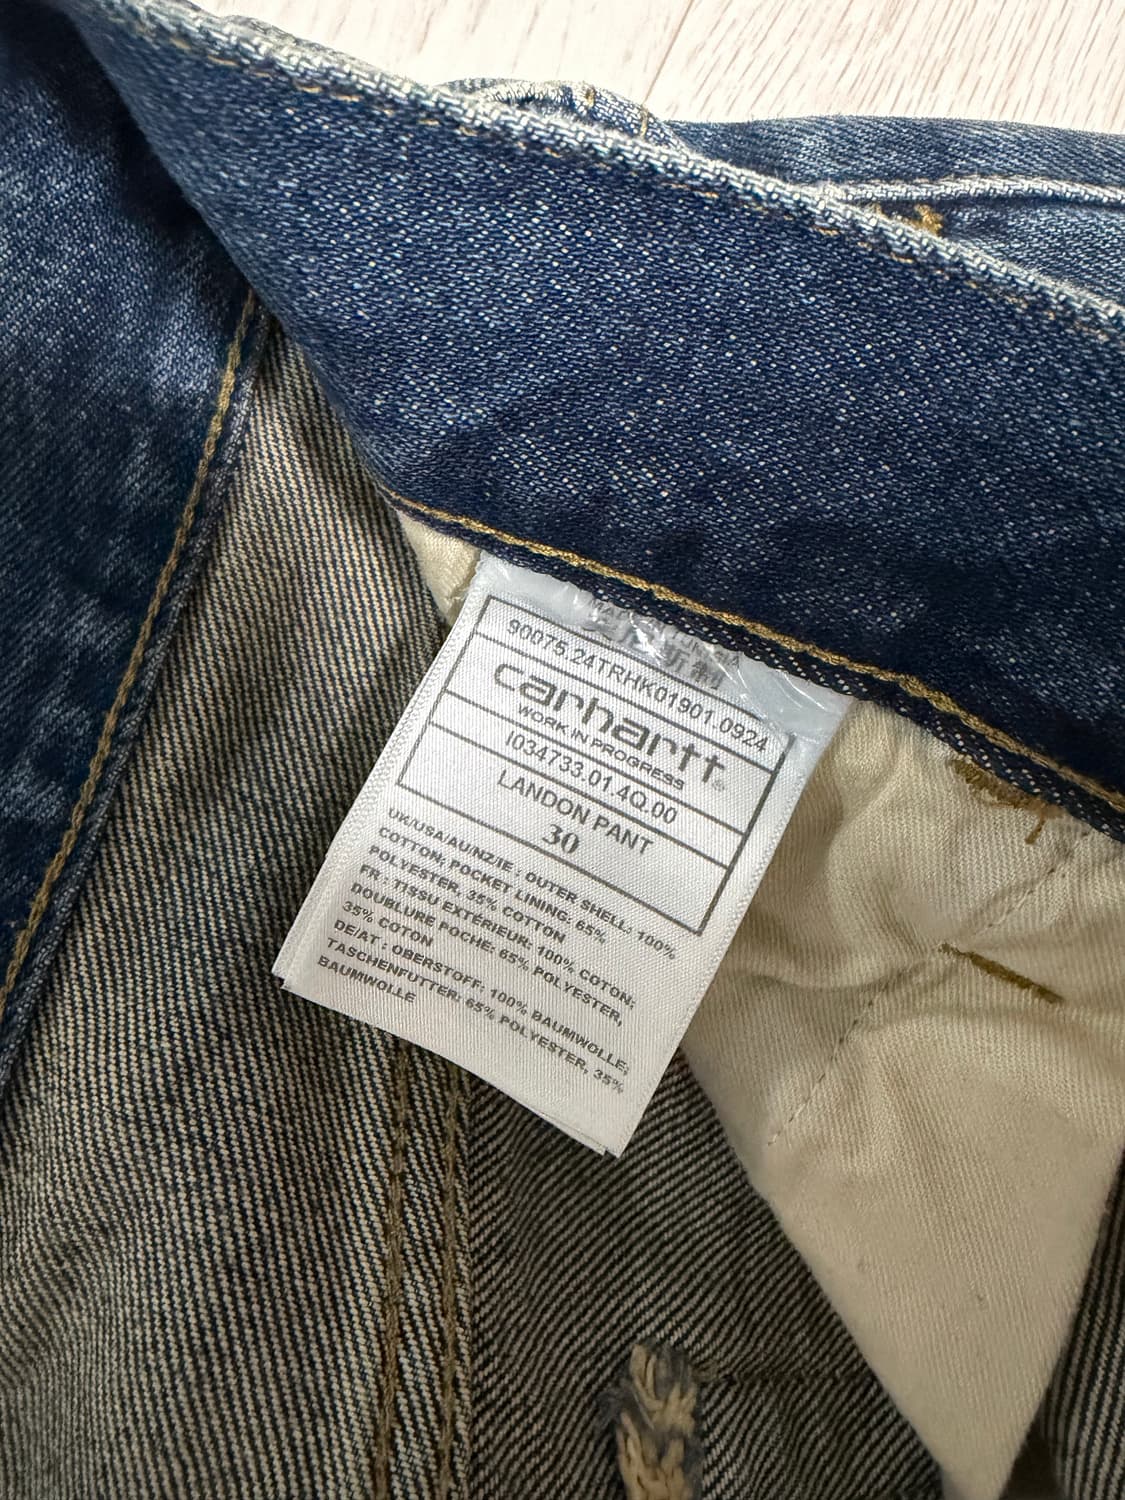 90075.24TRHK01901.0924
carhartt®
WORK IN PROGRESS
I034733.01.4Q.00
LANDON PANT
30
UK/USA/AU/NZ/IE : OUTER SHELL: 100%
COTTON; POCKET LINING: 65%
POLYESTER, 35% COTTON
FR : TISSU EXTÉRIEUR: 100% COTON;
DOUBLURE POCHE: 65% POLYESTER,
35% COTON
DE/AT : OBERSTOFF: 100% BAUMWOLLE;
TASCHENFUTTER: 65% POLYESTER, 35%
BAUMWOLLE